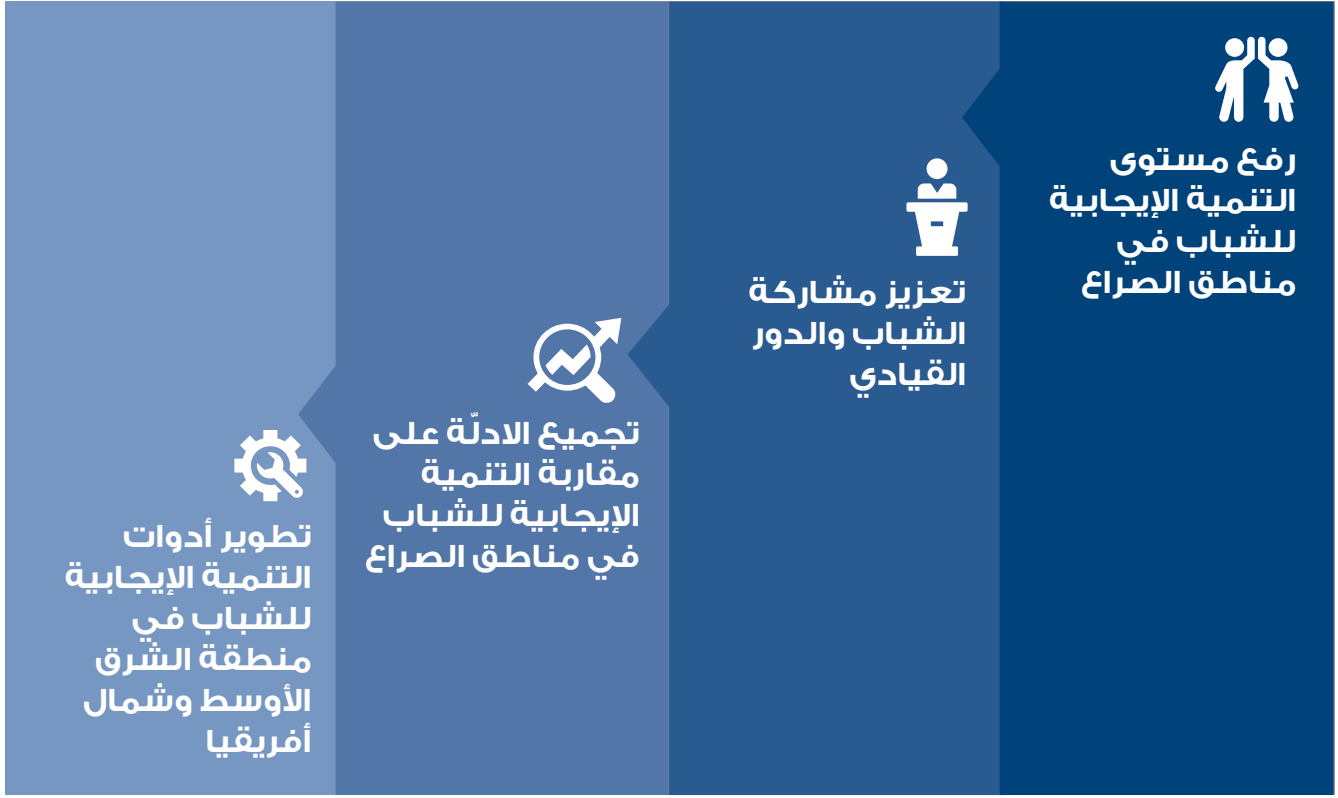 رفع مستوى
التنمية الإيجابية
للشباب في
مناطق الصراع
تعزيز مشاركة
الشباب والدور
القيادي
تجميع الادلّة على
مقاربة التنمية
الإيجابية للشباب
في مناطق الصراع
تطوير أدوات
التنمية الإيجابية
للشباب في
منطقة الشرق
الأوسط وشمال
أفريقيا